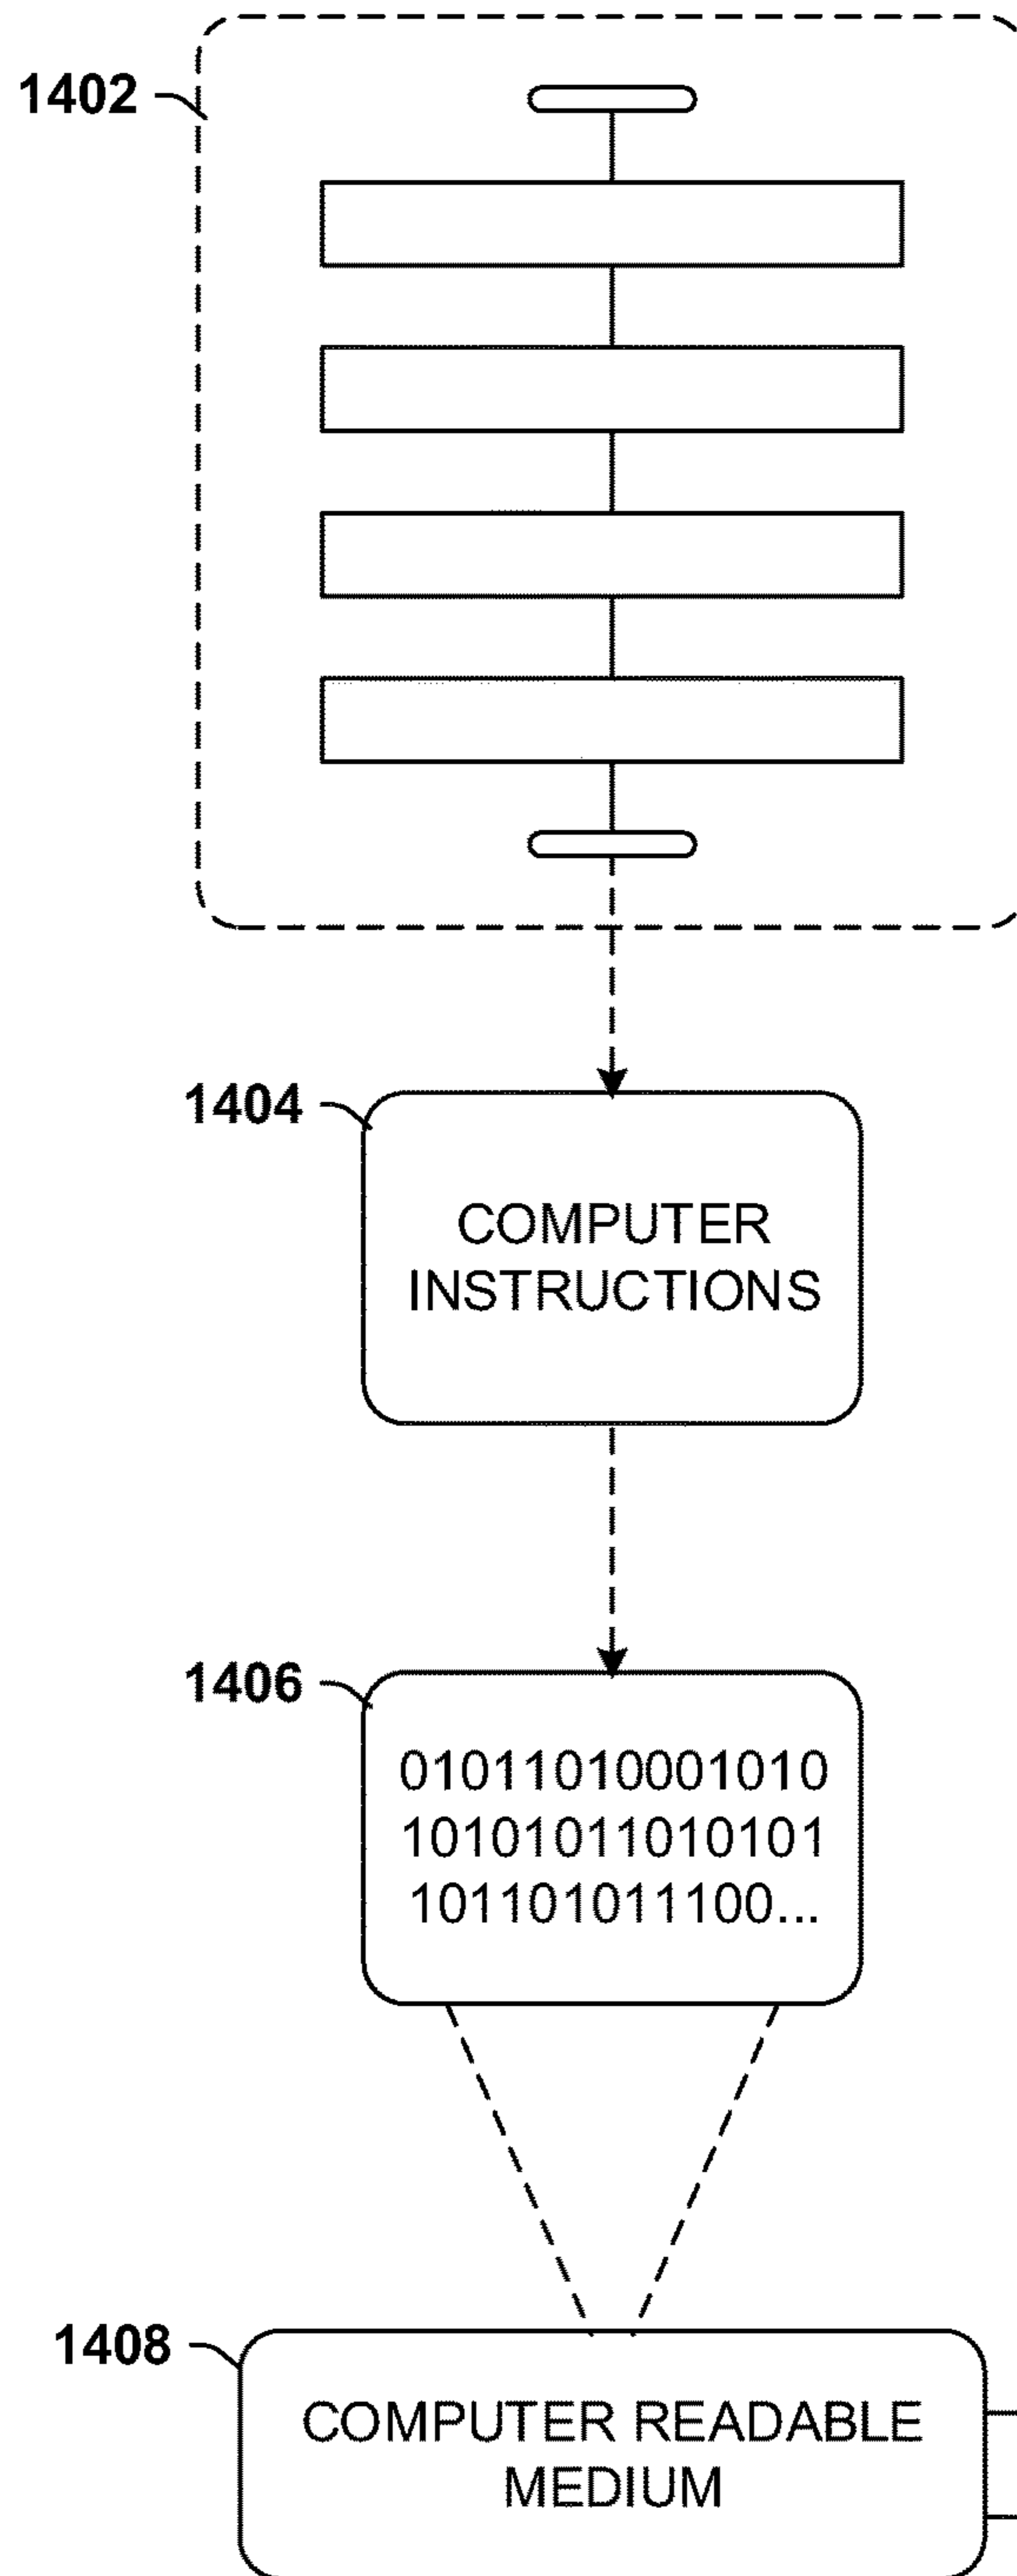 1402
1404
COMPUTER
INSTRUCTIONS
1406
01011010001010
10101011010101
101101011100...
1408
COMPUTER READABLE
MEDIUM